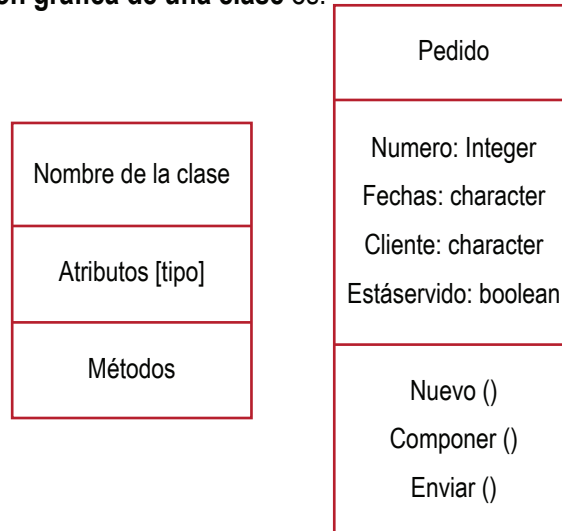 gráfica de una clase es:
Nombre de la clase
Atributos [tipo]
Métodos
Pedido
Numero: Integer
Fechas: character
Cliente: character
Estáservido: boolean
Nuevo ()
Componer ()
Enviar ()